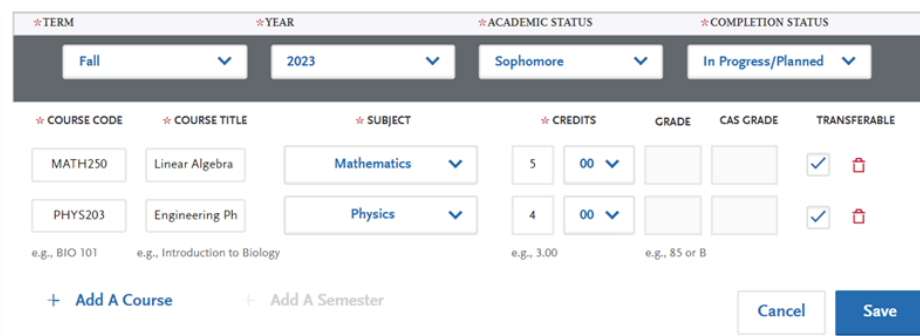 *TERM *YEAR *ACADEMIC STATUS *COMPLETION STATUS
Fall 2023 Sophomore In Progress/Planned
* COURSE CODE * COURSE TITLE * SUBJECT * CREDITS GRADE CAS GRADE TRANSFERABLE
MATH250 Linear Algebra Mathematics 5 00
PHYS203 Engineering Ph Physics 4 00
e.g., BIO 101 e.g., Introduction to Biology e.g., 3.00 e.g., 85 or B
+ Add A Course + Add A Semester
Cancel Save